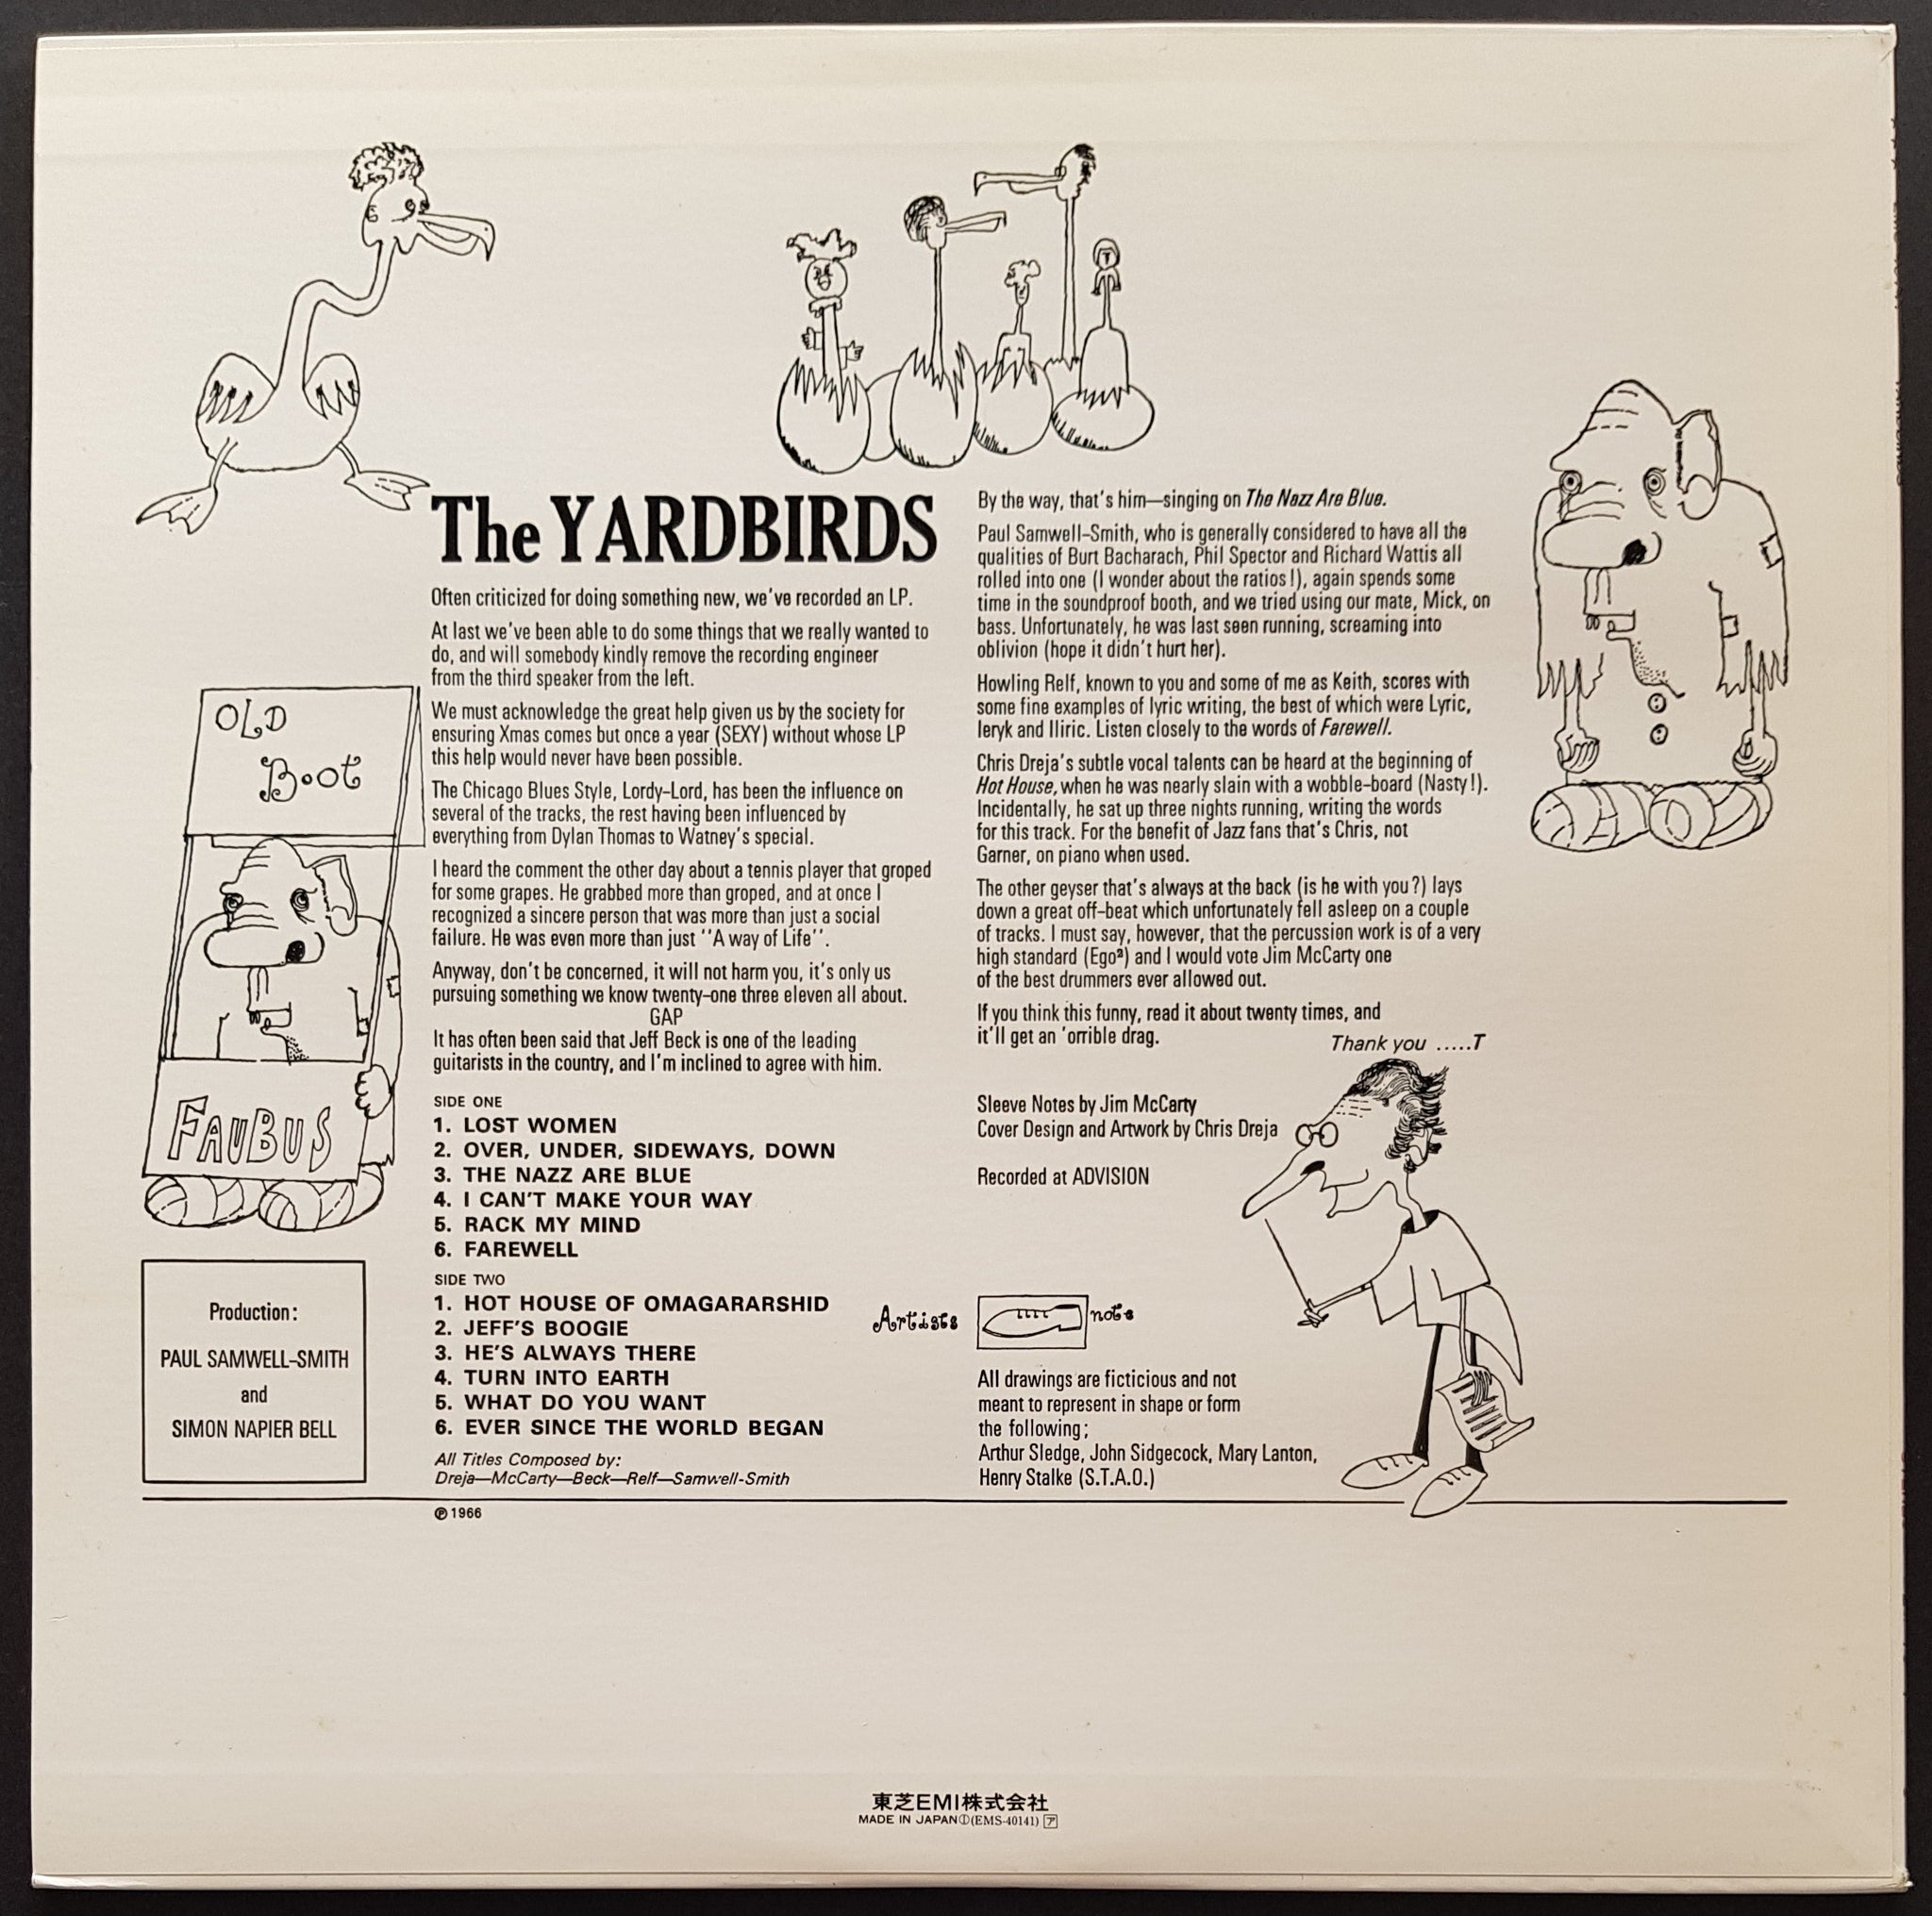 The YARDBIRDS
Often criticized for doing something new, we've recorded an LP.
At last we've been able to do some things that we really wanted to
do, and will somebody kindly remove the recording engineer
from the third speaker from the left.
We must acknowledge the great help given us by the society for
ensuring Xmas comes but once a year (SEXY) without whose LP
this help would never have been possible.
The Chicago Blues Style, Lordy-Lord, has been the influence on
several of the tracks, the rest having been influenced by
everything from Dylan Thomas to Watney's special.
I heard the comment the other day about a tennis player that groped
for some grapes. He grabbed more than groped, and at once I
recognized a sincere person that was more than just a social
failure. He was even more than just ''A way of Life''.
Anyway, don't be concerned, it will not harm you, it's only us
pursuing something we know twenty-one three eleven all about.
GAP
It has often been said that Jeff Beck is one of the leading
guitarists in the country, and I'm inclined to agree with him.
SIDE ONE
1. LOST WOMEN
2. OVER, UNDER, SIDEWAYS, DOWN
3. THE NAZZ ARE BLUE
4. I CAN'T MAKE YOUR WAY
5. RACK MY MIND
6. FAREWELL
SIDE TWO
1. HOT HOUSE OF OMAGARARSHID
2. JEFF'S BOOGIE
3. HE'S ALWAYS THERE
4. TURN INTO EARTH
5. WHAT DO YOU WANT
6. EVER SINCE THE WORLD BEGAN
All Titles Composed by:
Dreja—McCarty—Beck—Relf—Samwell-Smith
℗ 1966
OLD
Boot
FAUBUS
Production:
PAUL SAMWELL-SMITH
and
SIMON NAPIER BELL
By the way, that's him—singing on The Nazz Are Blue.
Paul Samwell-Smith, who is generally considered to have all the
qualities of Burt Bacharach, Phil Spector and Richard Wattis all
rolled into one (I wonder about the ratios!), again spends some
time in the soundproof booth, and we tried using our mate, Mick, on
bass. Unfortunately, he was last seen running, screaming into
oblivion (hope it didn't hurt her).
Howling Relf, known to you and some of me as Keith, scores with
some fine examples of lyric writing, the best of which were Lyric,
Ieryk and Iliric. Listen closely to the words of Farewell.
Chris Dreja's subtle vocal talents can be heard at the beginning of
Hot House, when he was nearly slain with a wobble-board (Nasty!).
Incidentally, he sat up three nights running, writing the words
for this track. For the benefit of Jazz fans that's Chris, not
Garner, on piano when used.
The other geyser that's always at the back (is he with you?) lays
down a great off-beat which unfortunately fell asleep on a couple
of tracks. I must say, however, that the percussion work is of a very
high standard (Ego²) and I would vote Jim McCarty one
of the best drummers ever allowed out.
If you think this funny, read it about twenty times, and
it'll get an 'orrible drag.
Thank you .....T
Sleeve Notes by Jim McCarty
Cover Design and Artwork by Chris Dreja
Recorded at ADVISION
Artists note
All drawings are ficticious and not
meant to represent in shape or form
the following;
Arthur Sledge, John Sidgecock, Mary Lanton,
Henry Stalke (S.T.A.O.)
東芝EMI株式会社
MADE IN JAPAN①(EMS-40141) ア